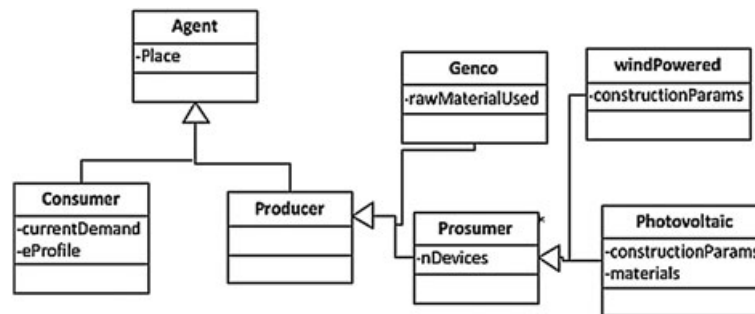 Agent
-Place
Genco
-rawMaterialUsed
windPowered
-constructionParams
Consumer
-currentDemand
-eProfile
Producer
Prosumer
-nDevices
Photovoltaic
-constructionParams
-materials